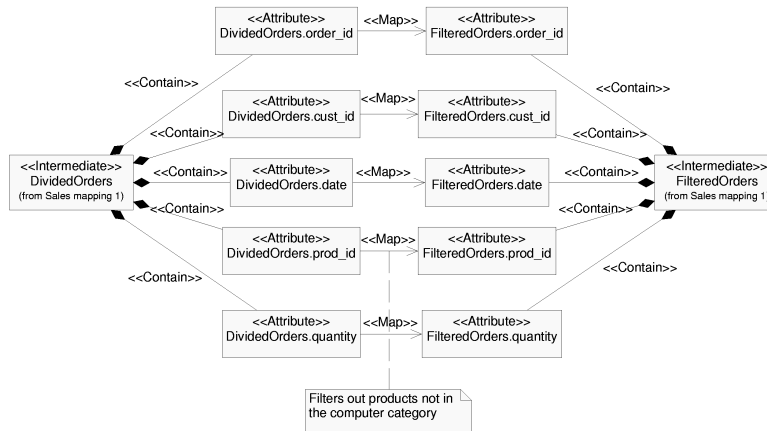 <<Attribute>>
DividedOrders.order_id
<<Map>>
<<Attribute>>
FilteredOrders.order_id
<<Contain>>
<<Contain>>
<<Attribute>>
DividedOrders.cust_id
<<Map>>
<<Attribute>>
FilteredOrders.cust_id
<<Contain>>
<<Contain>>
<<Intermediate>>
DividedOrders
(from Sales mapping 1)
<<Contain>>
<<Attribute>>
DividedOrders.date
<<Map>>
<<Attribute>>
FilteredOrders.date
<<Contain>>
<<Intermediate>>
FilteredOrders
(from Sales mapping 1)
<<Contain>>
<<Contain>>
<<Attribute>>
DividedOrders.prod_id
<<Map>>
<<Attribute>>
FilteredOrders.prod_id
<<Contain>>
<<Contain>>
<<Attribute>>
DividedOrders.quantity
<<Map>>
<<Attribute>>
FilteredOrders.quantity
Filters out products not in
the computer category